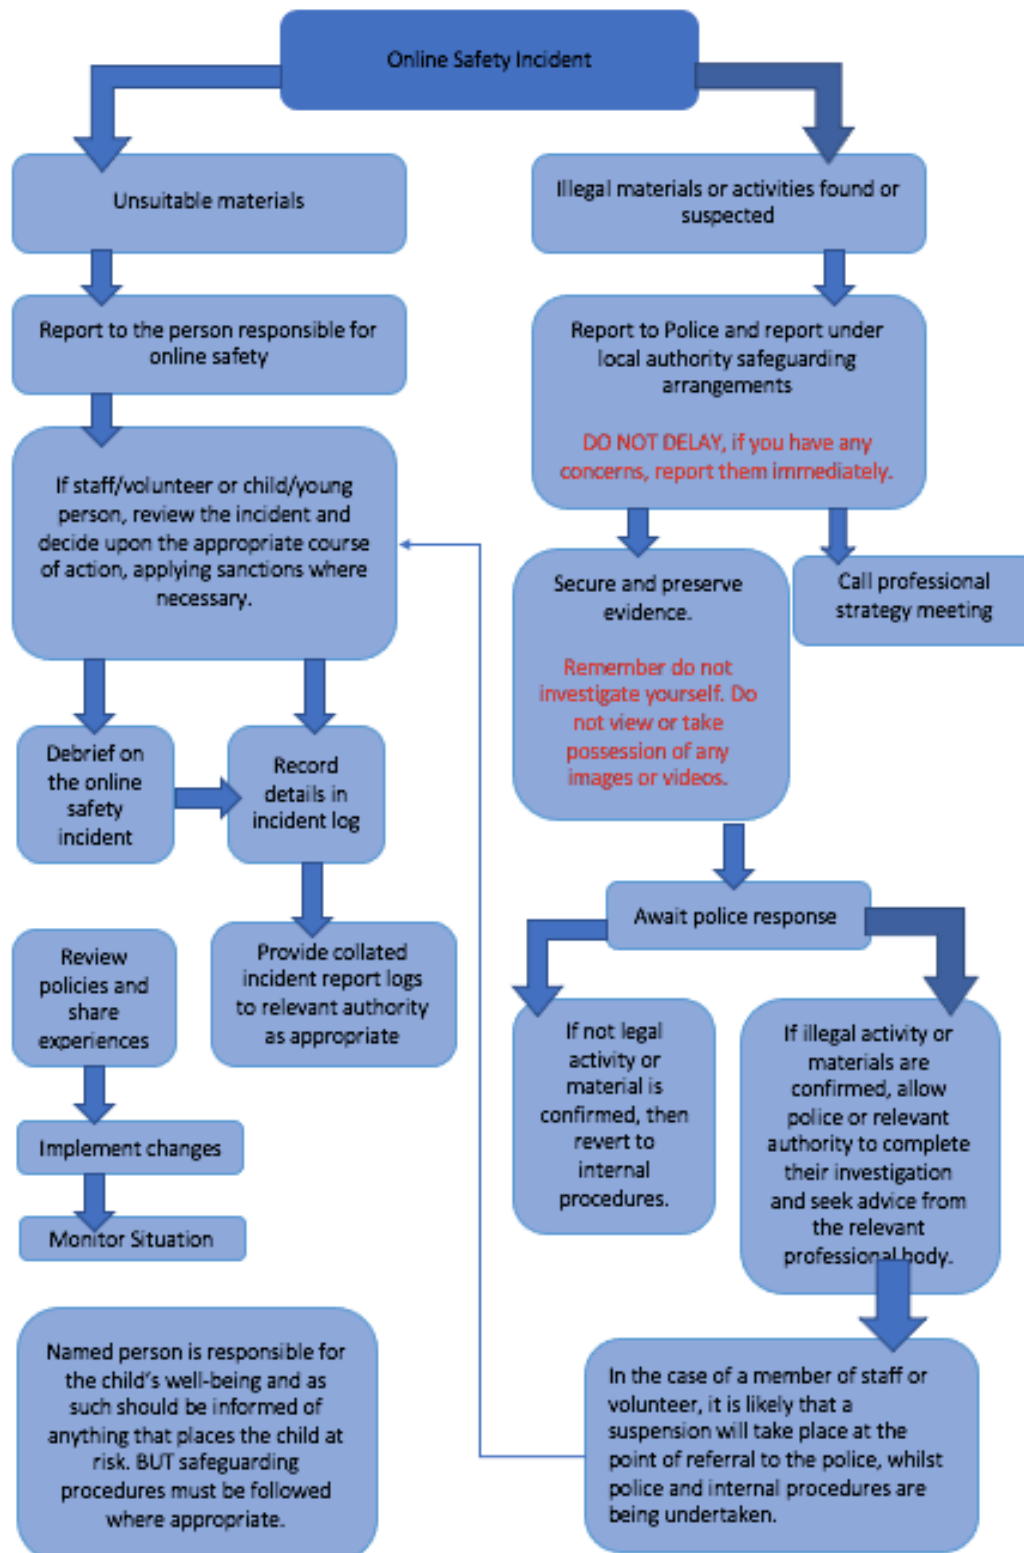 Online Safety Incident
Unsuitable materials
Report to the person responsible for
online safety
If staff/volunteer or child/young
person, review the incident and
decide upon the appropriate course
of action, applying sanctions where
necessary.
Debrief on
the online
safety
incident
Record
details in
incident log
Review
policies and
share
experiences
Provide collated
incident report logs
to relevant authority
as appropriate
Implement changes
Monitor Situation
Named person is responsible for
the child's well-being and as
such should be informed of
anything that places the child at
risk. BUT safeguarding
procedures must be followed
where appropriate.
Illegal materials or activities found or
suspected
Report to Police and report under
local authority safeguarding
arrangements
DO NOT DELAY, if you have any
concerns, report them immediately.
Secure and preserve
evidence.
Remember do not
investigate yourself. Do
not view or take
possession of any
images or videos.
Call professional
strategy meeting
Await police response
If not legal
activity or
material is
confirmed, then
revert to
internal
procedures.
If illegal activity or
materials are
confirmed, allow
police or relevant
authority to complete
their investigation
and seek advice from
the relevant
professional body.
In the case of a member of staff or
volunteer, it is likely that a
suspension will take place at the
point of referral to the police, whilst
police and internal procedures are
being undertaken.